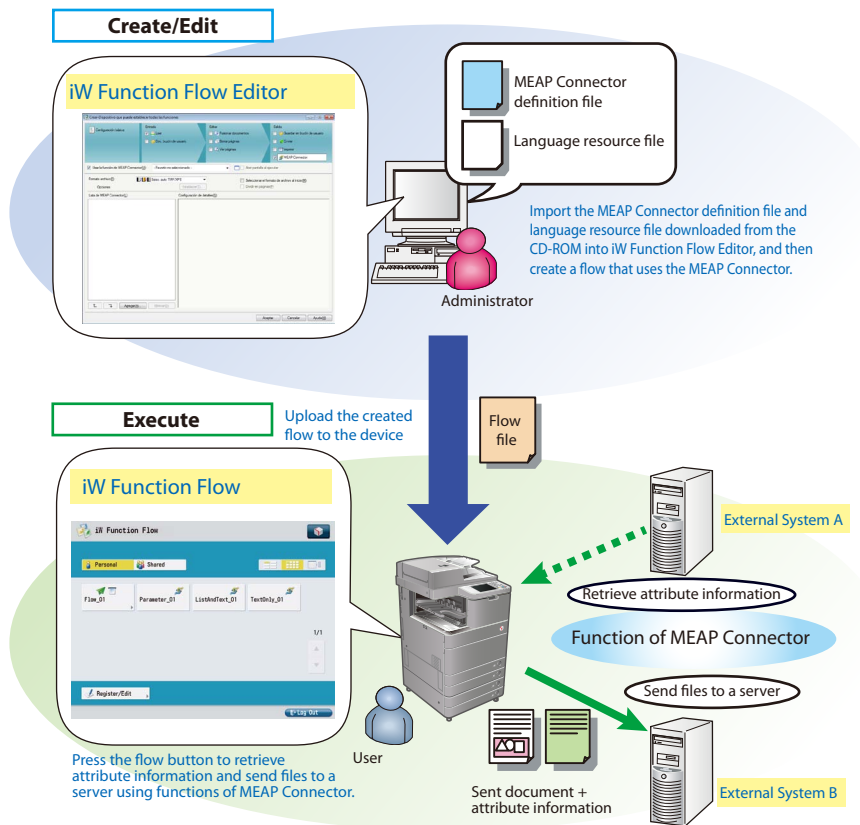 Create/Edit
iW Function Flow Editor
MEAP Connector
definition file
Language resource file
Import the MEAP Connector definition file and
language resource file downloaded from the
CD-ROM into iW Function Flow Editor, and then
create a flow that uses the MEAP Connector.
Administrator
Execute
Upload the created
flow to the device
Flow
file
iW Function Flow
iW Function Flow
Personal
Shared
Flow_01
Parameter_01
ListAndText_01
TextOnly_01
1/1
Register/Edit
Log Out
External System A
Retrieve attribute information
Function of MEAP Connector
Send files to a server
User
Press the flow button to retrieve
attribute information and send files to a
server using functions of MEAP Connector.
Sent document +
attribute information
External System B